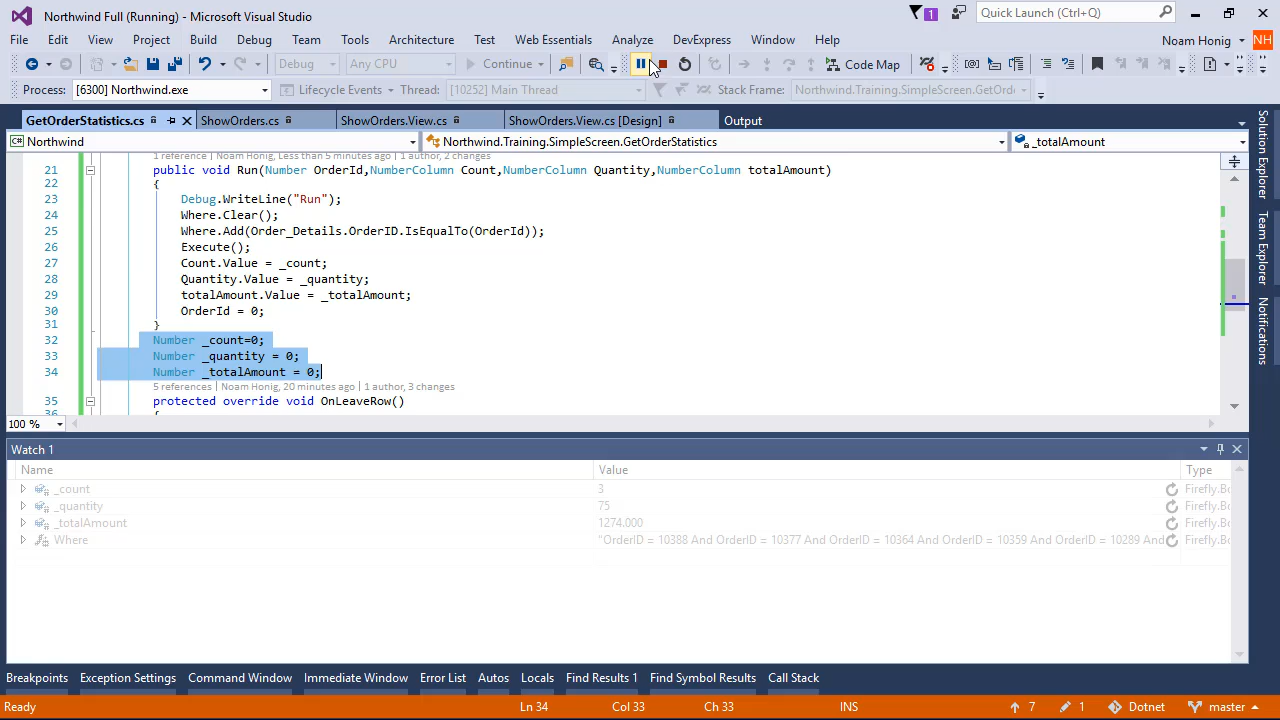 Northwind Full (Running) - Microsoft Visual Studio
1
Quick Launch (Ctrl+Q)
File Edit View Project Build Debug Team Tools Architecture Test Web Essentials Analyze DevExpress Window Help
Noam Honig NH
Debug Any CPU Continue Code Map
Process: [6300] Northwind.exe Lifecycle Events Thread: [10252] Main Thread Stack Frame: Northwind.Training.SimpleScreen.GetOrd
GetOrderStatistics.cs ShowOrders.cs ShowOrders.View.cs ShowOrders.View.cs [Design] Output
Northwind Northwind.Training.SimpleScreen.GetOrderStatistics _totalAmount
1 reference | Noam Honig, Less than 5 minutes ago | 1 author, 2 changes
21 public void Run(Number OrderId,NumberColumn Count,NumberColumn Quantity,NumberColumn totalAmount)
22 {
23 Debug.WriteLine("Run");
24 Where.Clear();
25 Where.Add(Order_Details.OrderID.IsEqualTo(OrderId));
26 Execute();
27 Count.Value = _count;
28 Quantity.Value = _quantity;
29 totalAmount.Value = _totalAmount;
30 OrderId = 0;
31 }
32 Number _count=0;
33 Number _quantity = 0;
34 Number _totalAmount = 0;
5 references | Noam Honig, 20 minutes ago | 1 author, 3 changes
35 protected override void OnLeaveRow()
36 {
100 %
Watch 1
Name Value Type
_count 3 Firefly.Bo
_quantity 75 Firefly.Bo
_totalAmount 1274.000 Firefly.Bo
Where "OrderID = 10388 And OrderID = 10377 And OrderID = 10364 And OrderID = 10359 And OrderID = 10289 And Firefly.Bo
Breakpoints Exception Settings Command Window Immediate Window Error List Autos Locals Find Results 1 Find Symbol Results Call Stack
Ready Ln 34 Col 33 Ch 33 INS 7 1 Dotnet master
Solution Explorer
Team Explorer
Notifications